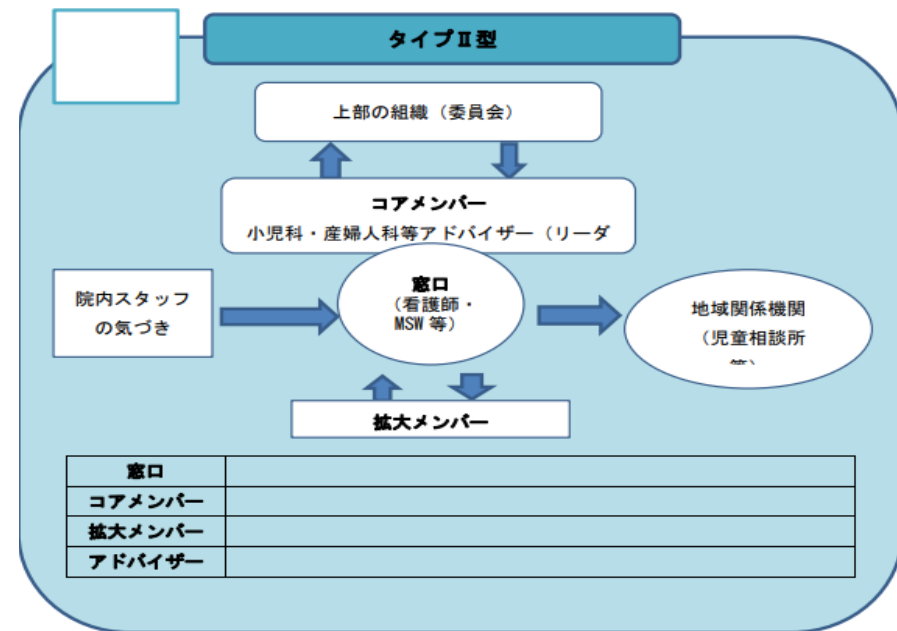 タイプⅡ型
上部の組織（委員会）
コアメンバー
小児科・産婦人科等アドバイザー（リーダ
院内スタッフ
の気づき
窓口
（看護師・
MSW 等）
地域関係機関
（児童相談所
拡大メンバー
窓口
コアメンバー
拡大メンバー
アドバイザー